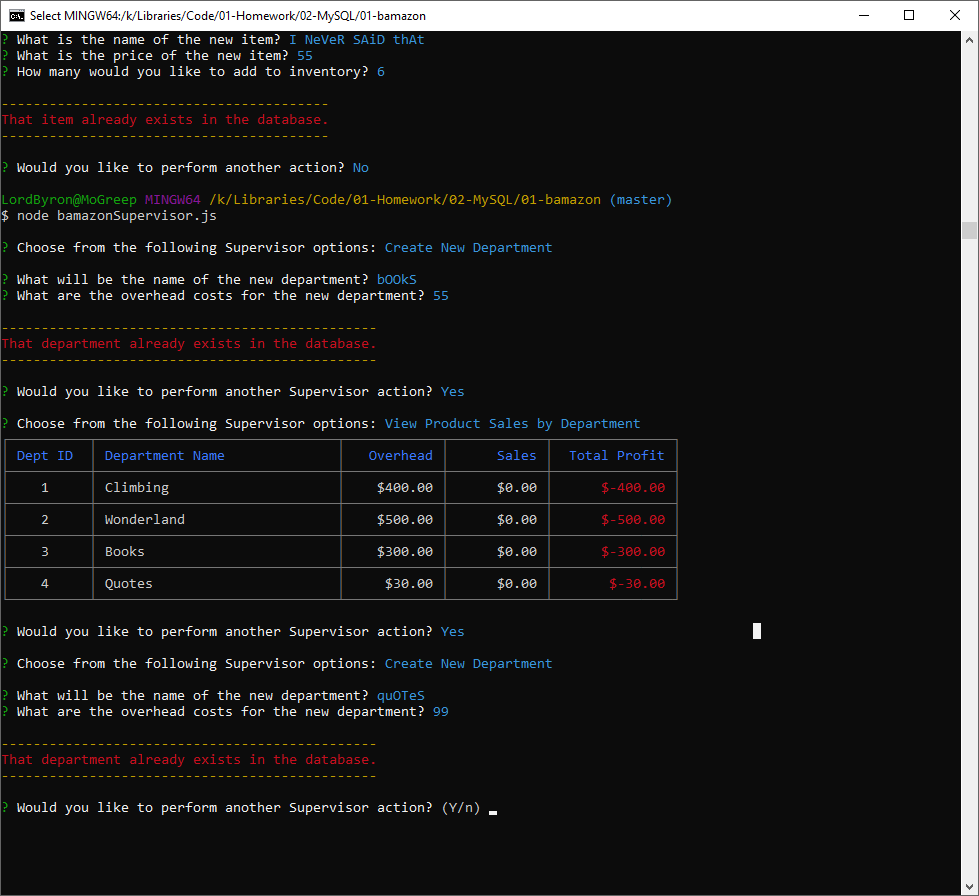 Select MINGW64:/k/Libraries/Code/01-Homework/02-MySQL/01-bamazon
? What is the name of the new item? I NeVeR SAiD thAt
? What is the price of the new item? 55
? How many would you like to add to inventory? 6
-----------------------------------------
That item already exists in the database.
-----------------------------------------
? Would you like to perform another action? No
LordByron@MoGreep MINGW64 /k/Libraries/Code/01-Homework/02-MySQL/01-bamazon (master)
$ node bamazonSupervisor.js
? Choose from the following Supervisor options: Create New Department
? What will be the name of the new department? bOOkS
? What are the overhead costs for the new department? 55
-----------------------------------------------
That department already exists in the database.
-----------------------------------------------
? Would you like to perform another Supervisor action? Yes
? Choose from the following Supervisor options: View Product Sales by Department
Dept ID Department Name Overhead Sales Total Profit
1 Climbing $400.00 $0.00 $-400.00
2 Wonderland $500.00 $0.00 $-500.00
3 Books $300.00 $0.00 $-300.00
4 Quotes $30.00 $0.00 $-30.00
? Would you like to perform another Supervisor action? Yes
? Choose from the following Supervisor options: Create New Department
? What will be the name of the new department? quOTeS
? What are the overhead costs for the new department? 99
-----------------------------------------------
That department already exists in the database.
-----------------------------------------------
? Would you like to perform another Supervisor action? (Y/n)